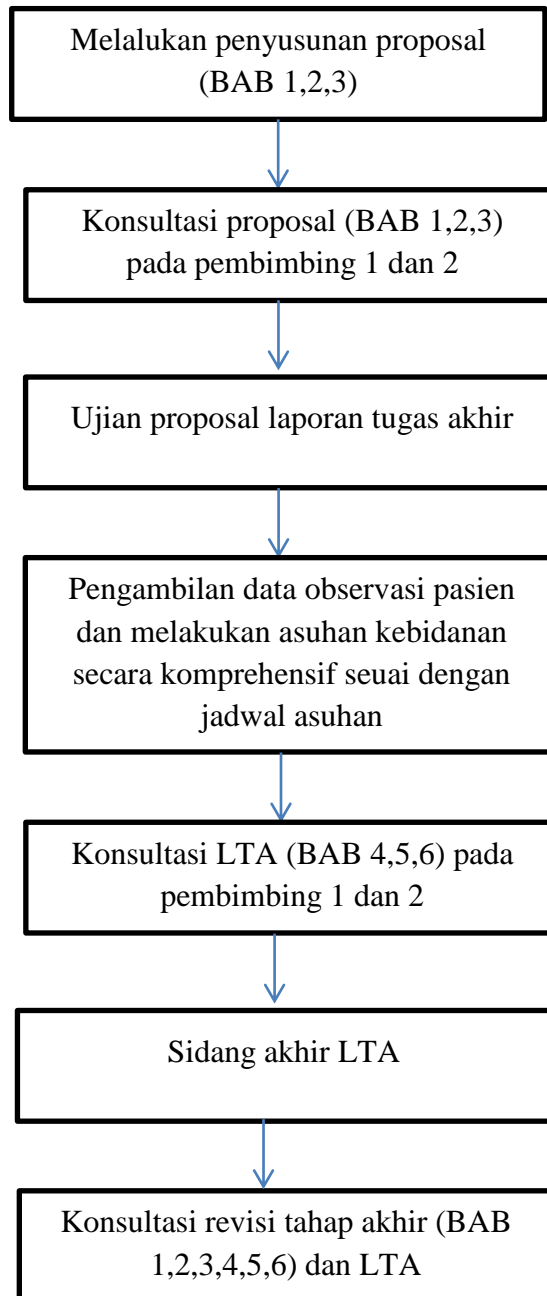 Melalukan penyusunan proposal
(BAB 1,2,3)
Konsultasi proposal (BAB 1,2,3)
pada pembimbing 1 dan 2
Ujian proposal laporan tugas akhir
Pengambilan data observasi pasien
dan melakukan asuhan kebidanan
secara komprehensif seuai dengan
jadwal asuhan
Konsultasi LTA (BAB 4,5,6) pada
pembimbing 1 dan 2
Sidang akhir LTA
Konsultasi revisi tahap akhir (BAB
1,2,3,4,5,6) dan LTA